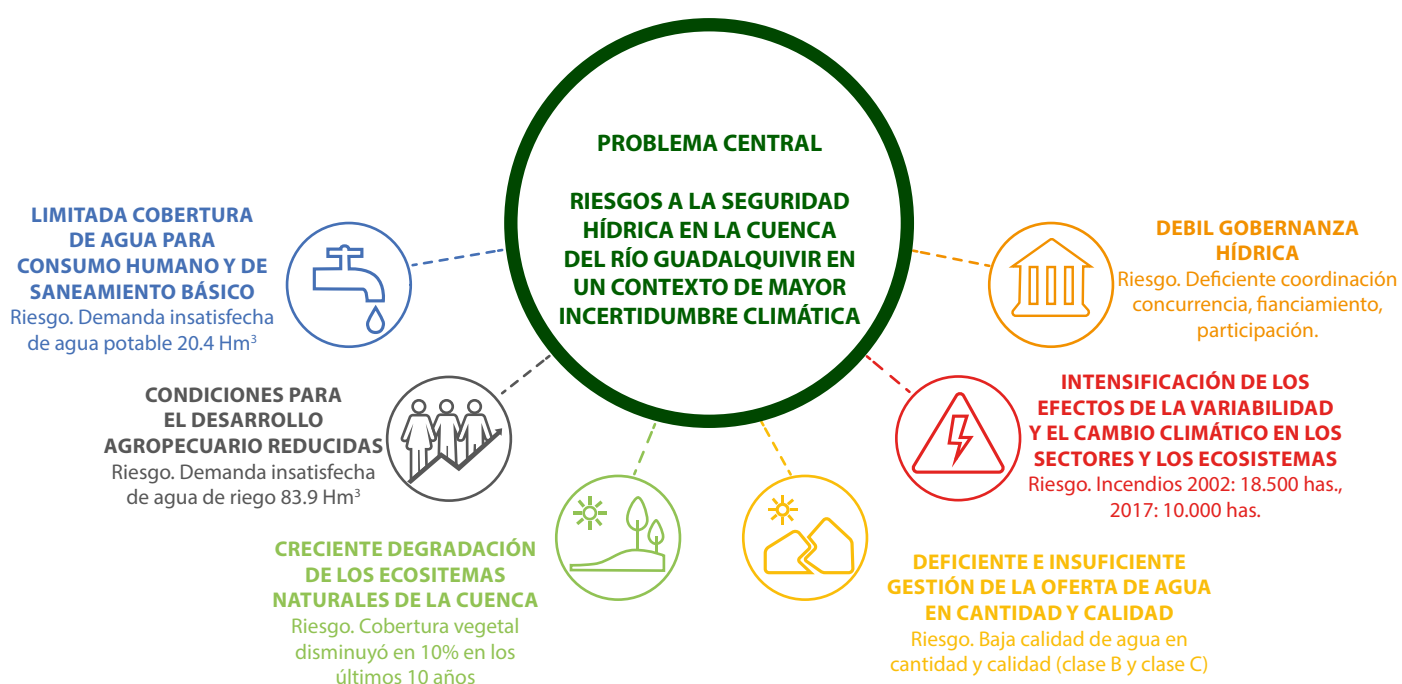 PROBLEMA CENTRAL
RIESGOS A LA SEGURIDAD
HÍDRICA EN LA CUENCA
DEL RÍO GUADALQUIVIR EN
UN CONTEXTO DE MAYOR
INCERTIDUMBRE CLIMÁTICA
LIMITADA COBERTURA
DE AGUA PARA
CONSUMO HUMANO Y DE
SANEAMIENTO BÁSICO
Riesgo. Demanda insatisfecha
de agua potable 20.4 Hm³
CONDICIONES PARA
EL DESARROLLO
AGROPECUARIO REDUCIDAS
Riesgo. Demanda insatisfecha
de agua de riego 83.9 Hm³
CRECIENTE DEGRADACIÓN
DE LOS ECOSITEMAS
NATURALES DE LA CUENCA
Riesgo. Cobertura vegetal
disminuyó en 10% en los
últimos 10 años
DEFICIENTE E INSUFICIENTE
GESTIÓN DE LA OFERTA DE AGUA
EN CANTIDAD Y CALIDAD
Riesgo. Baja calidad de agua en
cantidad y calidad (clase B y clase C)
INTENSIFICACIÓN DE LOS
EFECTOS DE LA VARIABILIDAD
Y EL CAMBIO CLIMÁTICO EN LOS
SECTORES Y LOS ECOSISTEMAS
Riesgo. Incendios 2002: 18.500 has.,
2017: 10.000 has.
DEBIL GOBERNANZA
HÍDRICA
Riesgo. Deficiente coordinación
concurrencia, fianciamiento,
participación.